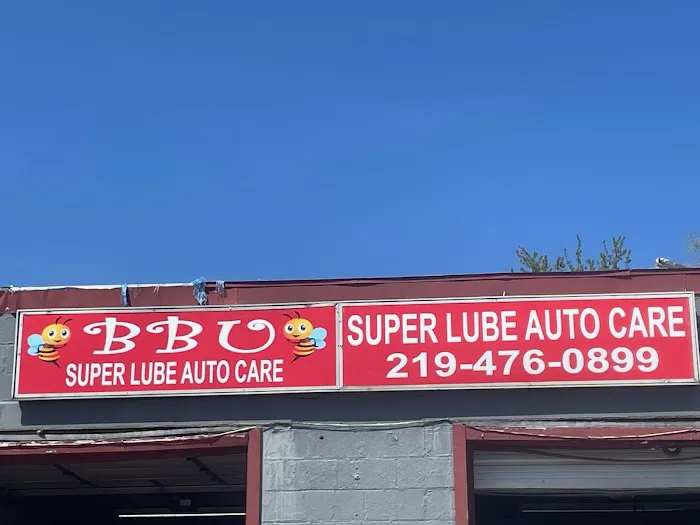 BBU
SUPER LUBE AUTO CARE
SUPER LUBE AUTO CARE
219-476-0899